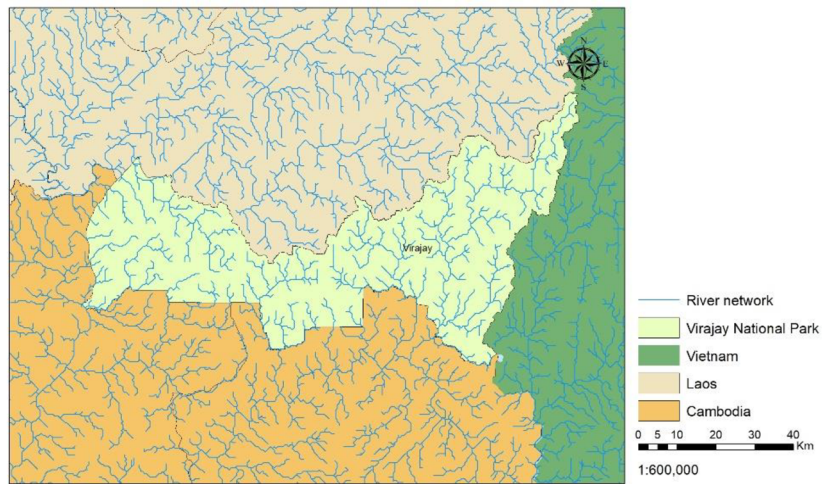 N
W E
S
Virajay
River network
Virajay National Park
Vietnam
Laos
Cambodia
0 5 10 20 30 40
Km
1:600,000